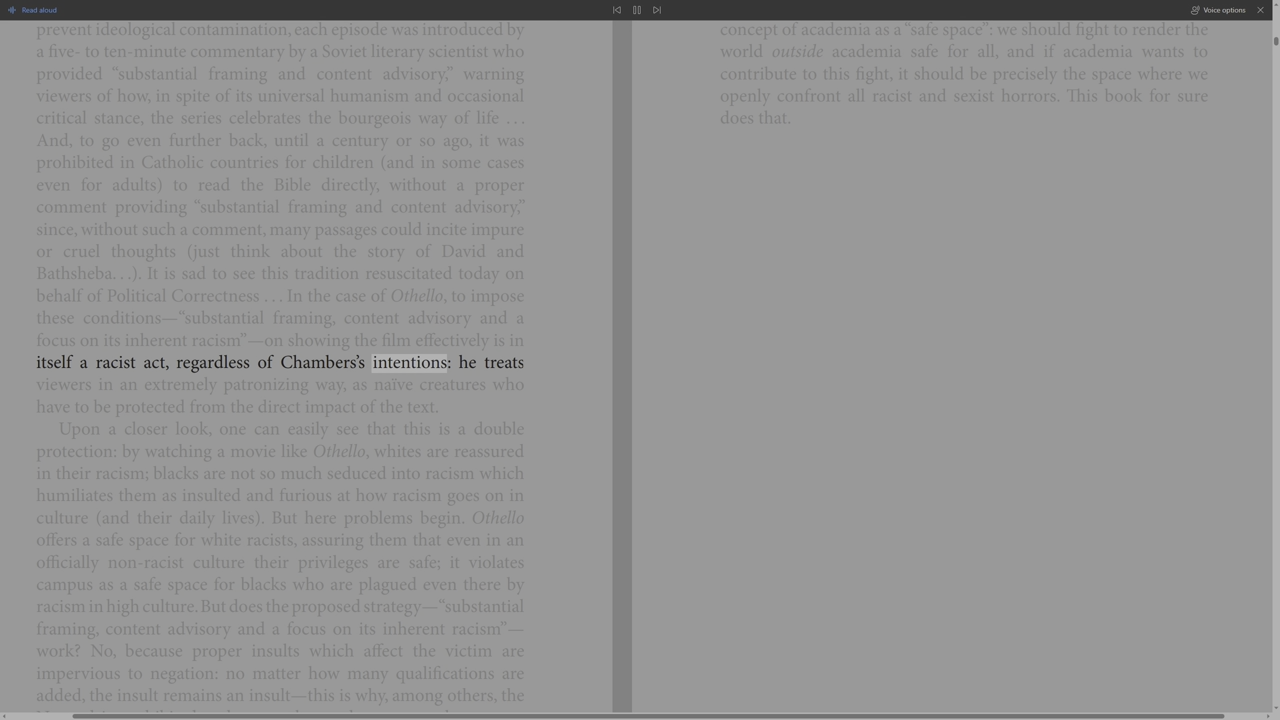 Read aloud
Voice options
prevent ideological contamination, each episode was introduced by
a five- to ten-minute commentary by a Soviet literary scientist who
provided “substantial framing and content advisory,” warning
viewers of how, in spite of its universal humanism and occasional
critical stance, the series celebrates the bourgeois way of life . . .
And, to go even further back, until a century or so ago, it was
prohibited in Catholic countries for children (and in some cases
even for adults) to read the Bible directly, without a proper
comment providing “substantial framing and content advisory,”
since, without such a comment, many passages could incite impure
or cruel thoughts (just think about the story of David and
Bathsheba. . .). It is sad to see this tradition resuscitated today on
behalf of Political Correctness . . . In the case of Othello, to impose
these conditions—“substantial framing, content advisory and a
focus on its inherent racism”—on showing the film effectively is in
itself a racist act, regardless of Chambers’s intentions: he treats
viewers in an extremely patronizing way, as naïve creatures who
have to be protected from the direct impact of the text.
Upon a closer look, one can easily see that this is a double
protection: by watching a movie like Othello, whites are reassured
in their racism; blacks are not so much seduced into racism which
humiliates them as insulted and furious at how racism goes on in
culture (and their daily lives). But here problems begin. Othello
offers a safe space for white racists, assuring them that even in an
officially non-racist culture their privileges are safe; it violates
campus as a safe space for blacks who are plagued even there by
racism in high culture. But does the proposed strategy—“substantial
framing, content advisory and a focus on its inherent racism”—
work? No, because proper insults which affect the victim are
impervious to negation: no matter how many qualifications are
added, the insult remains an insult—this is why, among others, the
concept of academia as a “safe space”: we should fight to render the
world outside academia safe for all, and if academia wants to
contribute to this fight, it should be precisely the space where we
openly confront all racist and sexist horrors. This book for sure
does that.